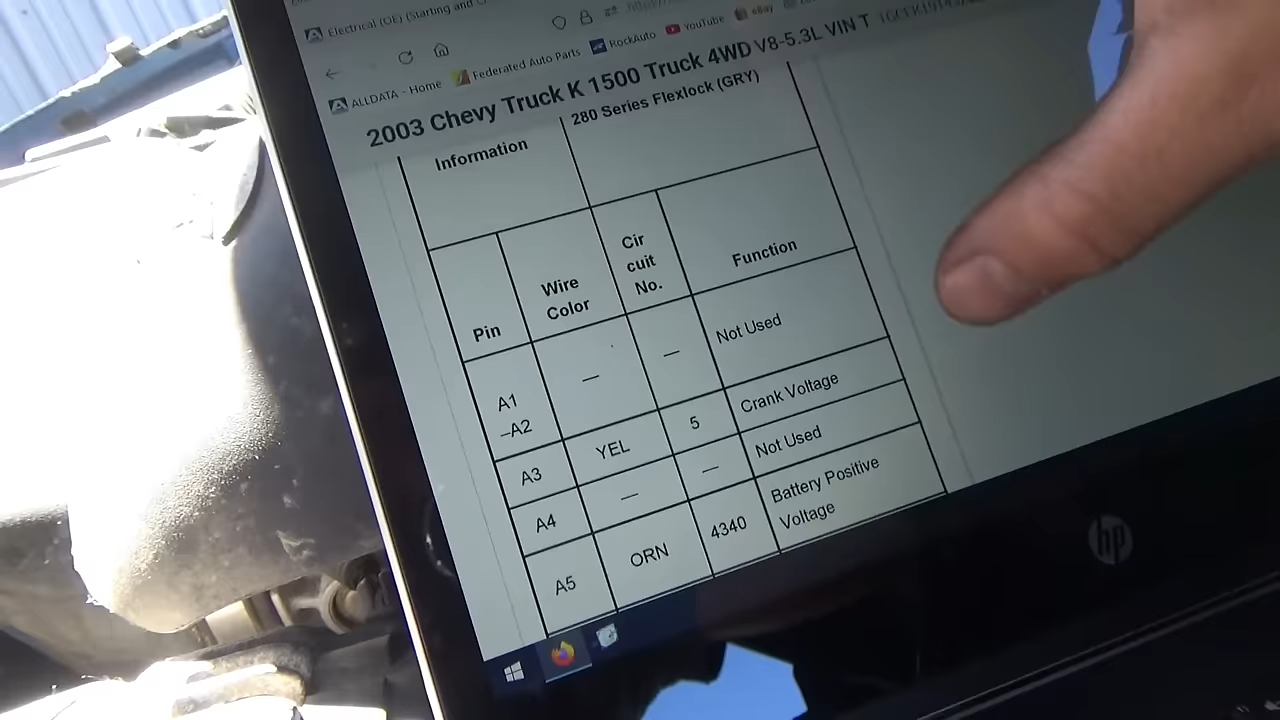 Electrical (OE) (Starting and
ALLDATA - Home Federated Auto Parts RockAuto YouTube eBay
2003 Chevy Truck K 1500 Truck 4WD V8-5.3L VIN T
Information 280 Series Flexlock (GRY)
Pin Wire Color Cir cuit No. Function
A1 –A2 — — Not Used
A3 YEL 5 Crank Voltage
A4 — — Not Used
A5 ORN 4340 Battery Positive Voltage
hp